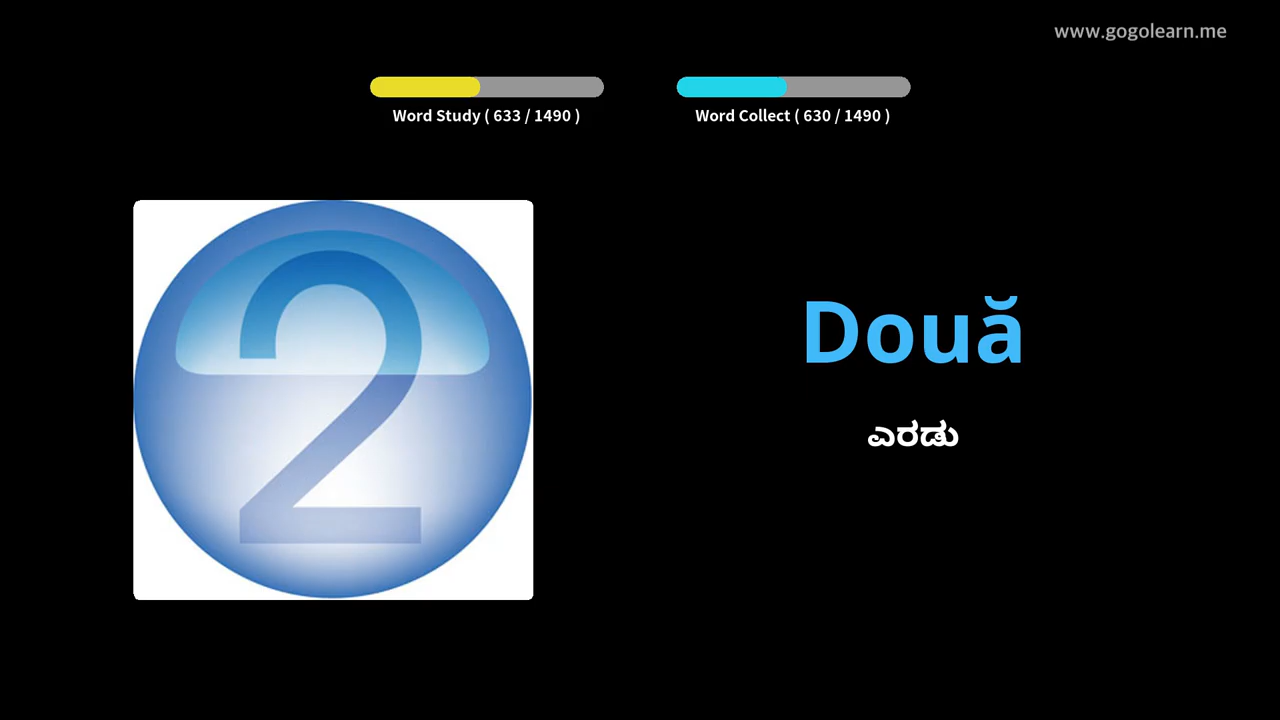 www.gogolearn.me
Word Study ( 633 / 1490 )
Word Collect ( 630 / 1490 )
2
Două
ಎರಡು